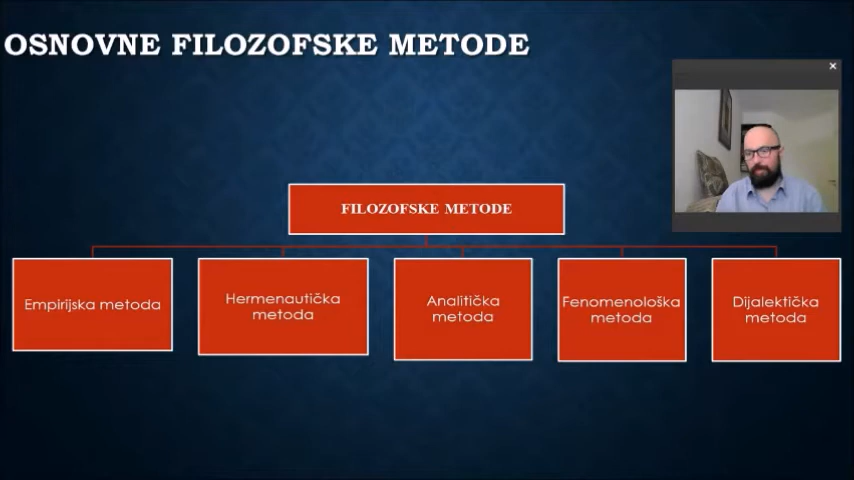 OSNOVNE FILOZOFSKE METODE
FILOZOFSKE METODE
Empirijska metoda
Hermenautička
metoda
Analitička
metoda
Fenomenološka
metoda
Dijalektička
metoda